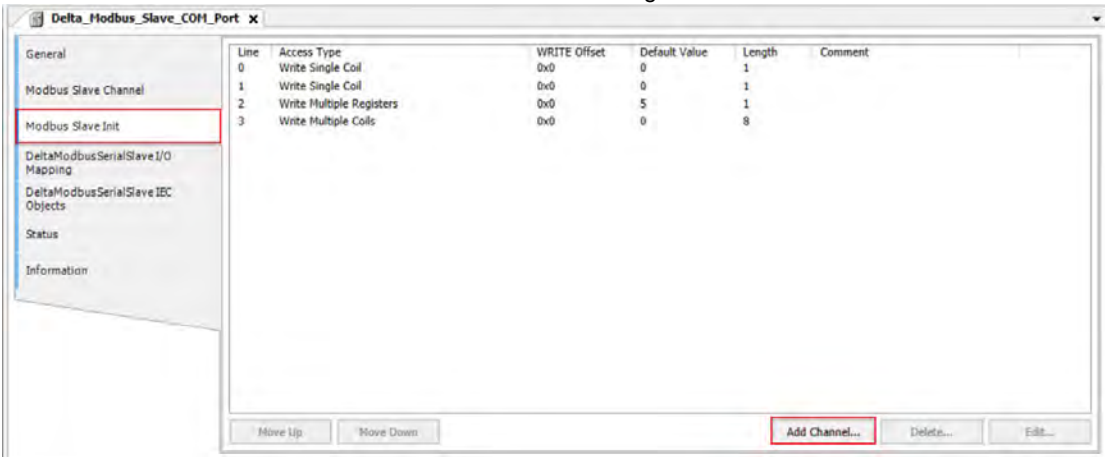 Delta_Modbus_Slave_COM_Port x
General
Modbus Slave Channel
Modbus Slave Init
DeltaModbusSerialSlave I/O
Mapping
DeltaModbusSerialSlave IEC
Objects
Status
Information
Line Access Type WRITE Offset Default Value Length Comment
0 Write Single Coil 0x0 0 1
1 Write Single Coil 0x0 0 1
2 Write Multiple Registers 0x0 5 1
3 Write Multiple Coils 0x0 0 8
Move Up Move Down Add Channel... Delete... Edit...